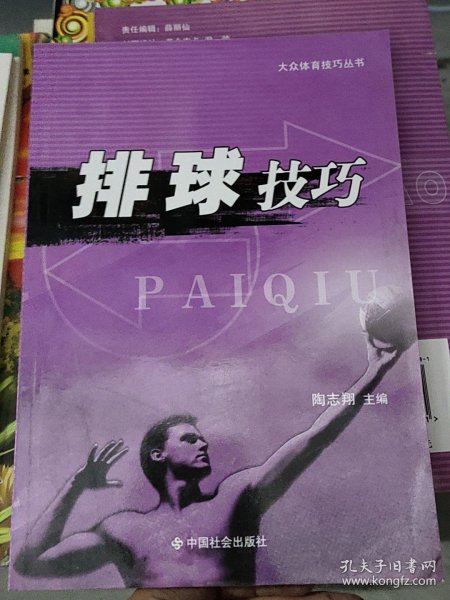 责任编辑：薛丽仙
大众体育技巧丛书
排球技巧
PAIQIU
陶志翔 主编
中国社会出版社
孔夫子旧书网
www.kongfz.com